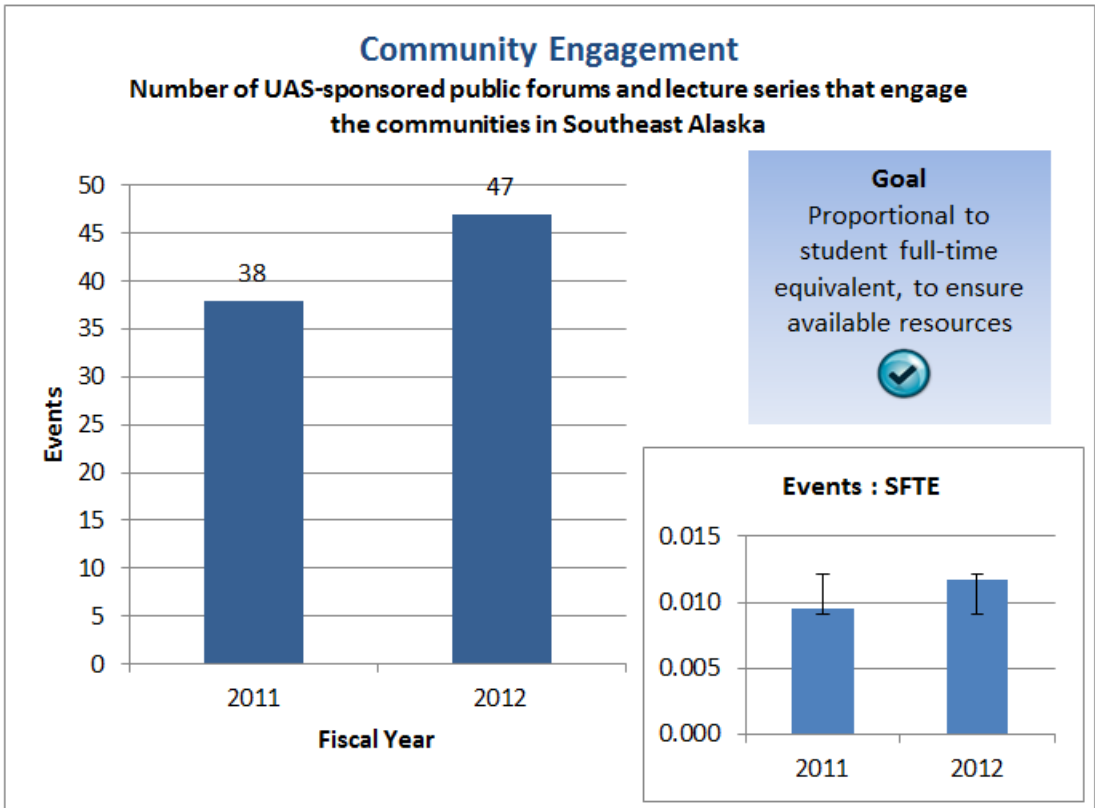 Community Engagement
Number of UAS-sponsored public forums and lecture series that engage
the communities in Southeast Alaska
50
45
40
35
30
25
20
15
10
5
0
Events
38
47
2011
2012
Fiscal Year
Goal
Proportional to
student full-time
equivalent, to ensure
available resources
Events : SFTE
0.015
0.010
0.005
0.000
2011
2012